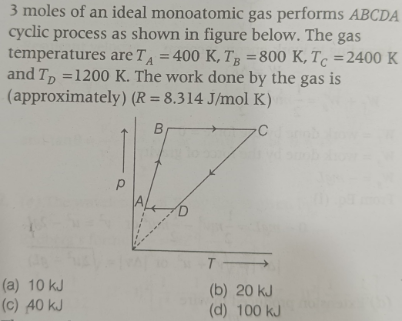 3 moles of an ideal monoatomic gas performs ABCDA
cyclic process as shown in figure below. The gas
temperatures are T_A = 400 K, T_B = 800 K, T_C = 2400 K
and T_D = 1200 K. The work done by the gas is
(approximately) (R = 8.314 J/mol K)
B
C
p
A
D
T
(a) 10 kJ
(b) 20 kJ
(c) 40 kJ
(d) 100 kJ